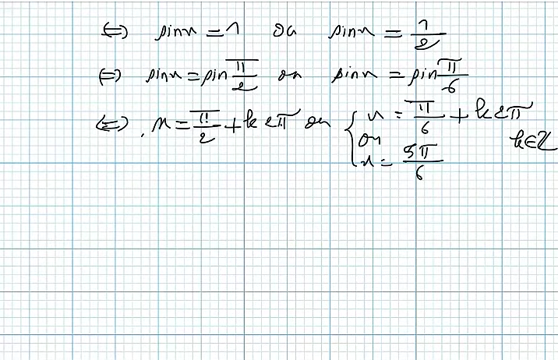 ⇔ sinx = 1 ou sinx = 1/2
⇔ sinx = sin π/2 ou sinx = sin π/6
⇔ . x = π/2 + k2π ou { x = π/6 + k2π
ou k∈ℤ
x = 5π/6